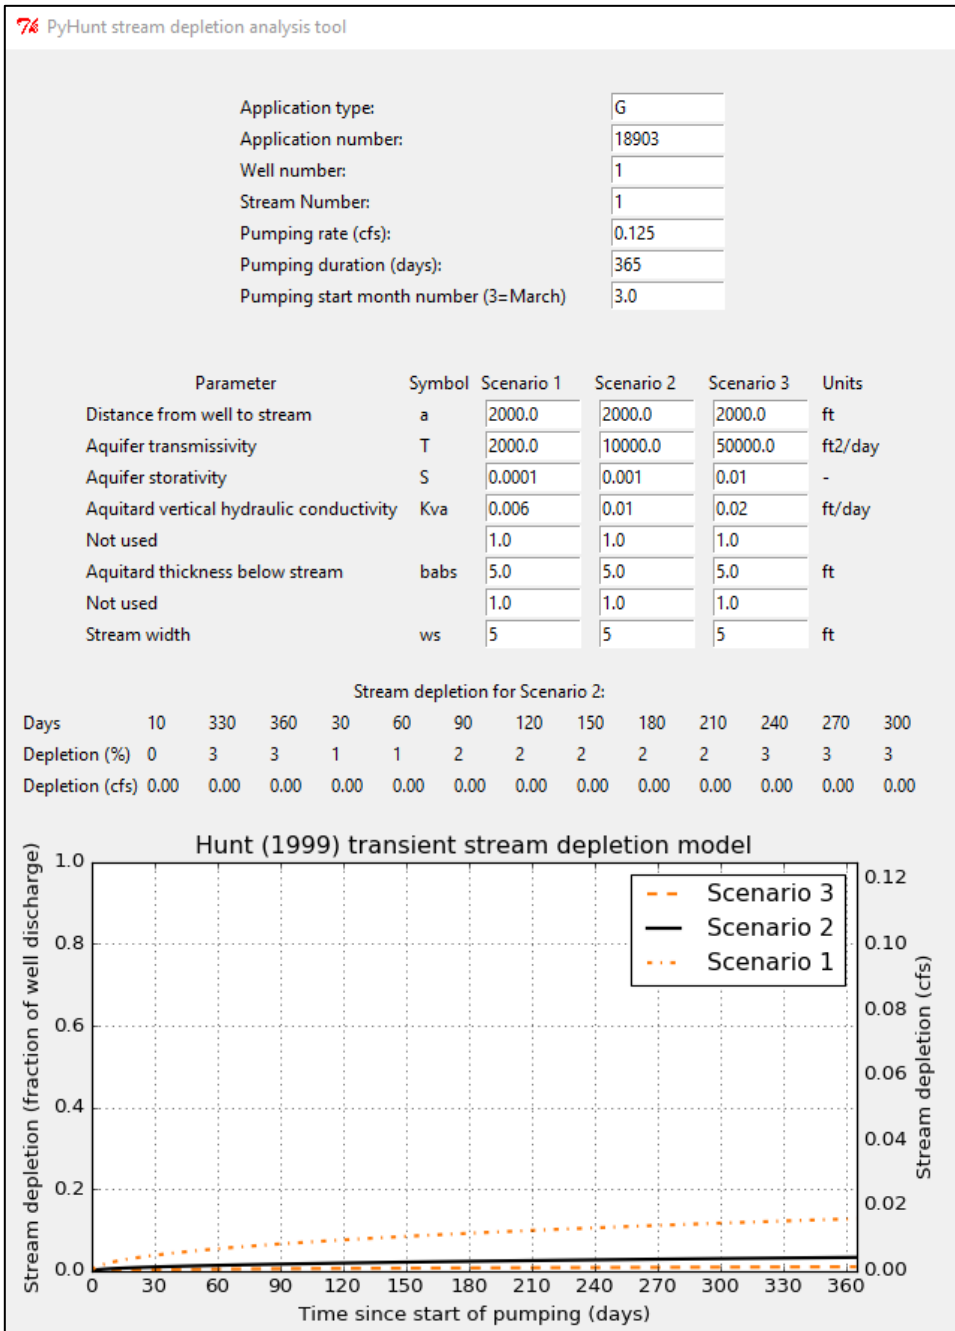 PyHunt stream depletion analysis tool
Application type: G
Application number: 18903
Well number: 1
Stream Number: 1
Pumping rate (cfs): 0.125
Pumping duration (days): 365
Pumping start month number (3=March) 3.0
Parameter Symbol Scenario 1 Scenario 2 Scenario 3 Units
Distance from well to stream a 2000.0 2000.0 2000.0 ft
Aquifer transmissivity T 2000.0 10000.0 50000.0 ft2/day
Aquifer storativity S 0.0001 0.001 0.01 -
Aquitard vertical hydraulic conductivity Kva 0.006 0.01 0.02 ft/day
Not used 1.0 1.0 1.0
Aquitard thickness below stream babs 5.0 5.0 5.0 ft
Not used 1.0 1.0 1.0
Stream width ws 5 5 5 ft
Stream depletion for Scenario 2:
Days 10 330 360 30 60 90 120 150 180 210 240 270 300
Depletion (%) 0 3 3 1 1 2 2 2 2 2 3 3 3
Depletion (cfs) 0.00 0.00 0.00 0.00 0.00 0.00 0.00 0.00 0.00 0.00 0.00 0.00 0.00
Hunt (1999) transient stream depletion model
Stream depletion (fraction of well discharge)
1.0
0.8
0.6
0.4
0.2
0.0
Scenario 3
Scenario 2
Scenario 1
0.12
0.10
0.08
0.06
0.04
0.02
0.00
Stream depletion (cfs)
0 30 60 90 120 150 180 210 240 270 300 330 360
Time since start of pumping (days)